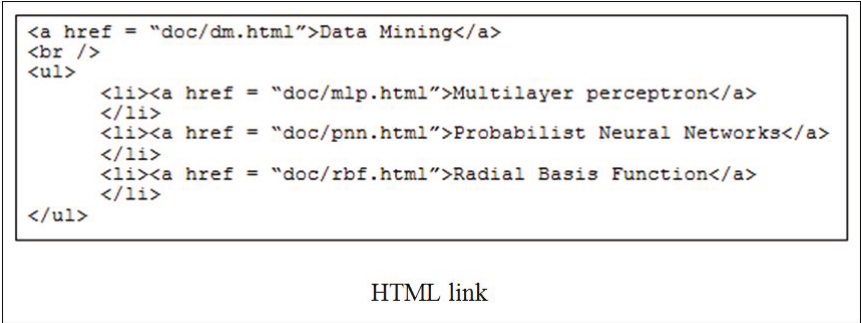 <a href = “doc/dm.html”>Data Mining</a>
<br />
<ul>
<li><a href = “doc/mlp.html”>Multilayer perceptron</a>
</li>
<li><a href = “doc/pnn.html”>Probabilist Neural Networks</a>
</li>
<li><a href = “doc/rbf.html”>Radial Basis Function</a>
</li>
</ul>
HTML link